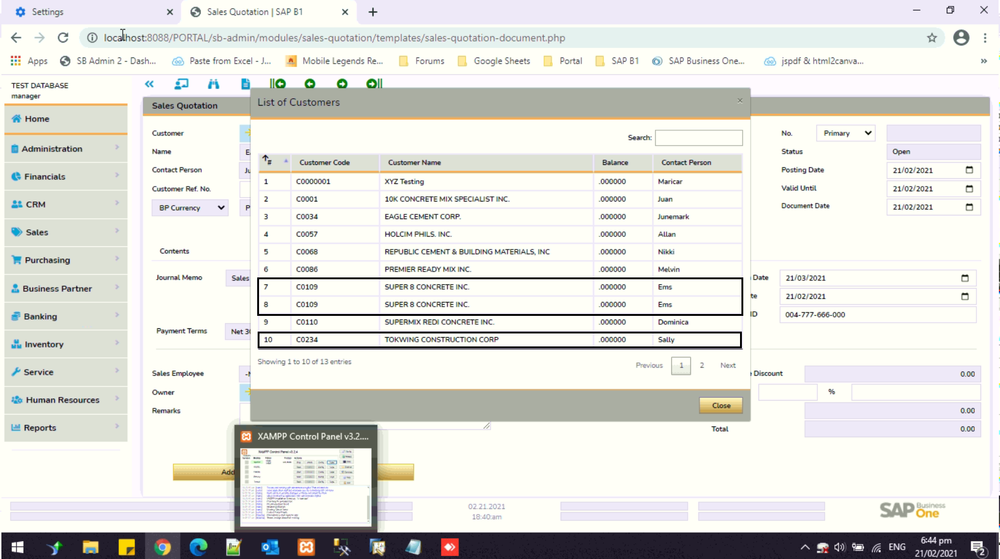 Settings
Sales Quotation | SAP B1
localhost:8088/PORTAL/sb-admin/modules/sales-quotation/templates/sales-quotation-document.php
Apps
SB Admin 2 - Dash...
Paste from Excel - J...
Mobile Legends Re...
Forums
Google Sheets
Portal
SAP B1
SAP Business One...
jspdf & html2canva...
TEST DATABASE
manager
Home
Administration
Financials
CRM
Sales
Purchasing
Business Partner
Banking
Inventory
Service
Human Resources
Reports
Sales Quotation
Customer
Name
E
Contact Person
Ju
Customer Ref. No.
BP Currency
P
Contents
Journal Memo
Sales
Payment Terms
Net 30
Sales Employee
Owner
Remarks
Add
List of Customers
×
Search:
# Customer Code Customer Name Balance Contact Person
1 C0000001 XYZ Testing .000000 Maricar
2 C0001 10K CONCRETE MIX SPECIALIST INC. .000000 Juan
3 C0034 EAGLE CEMENT CORP. .000000 Junemark
4 C0057 HOLCIM PHILS. INC. .000000 Allan
5 C0068 REPUBLIC CEMENT & BUILDING MATERIALS, INC .000000 Nikki
6 C0086 PREMIER READY MIX INC. .000000 Melvin
7 C0109 SUPER 8 CONCRETE INC. .000000 Ems
8 C0109 SUPER 8 CONCRETE INC. .000000 Ems
9 C0110 SUPERMIX REDI CONCRETE INC. .000000 Dominica
10 C0234 TOKWING CONSTRUCTION CORP .000000 Sally
Showing 1 to 10 of 13 entries
Previous 1 2 Next
Close
No. Primary
Status Open
Posting Date 21/02/2021
Valid Until 21/02/2021
Document Date 21/02/2021
Date 21/03/2021
te 21/02/2021
ID 004-777-666-000
Discount 0.00
%
0.00
Total 0.00
XAMPP Control Panel v3.2....
XAMPP Control Panel v3.2.4
02.21.2021
18:40:am
SAP Business One
ENG
6:44 pm
21/02/2021
2